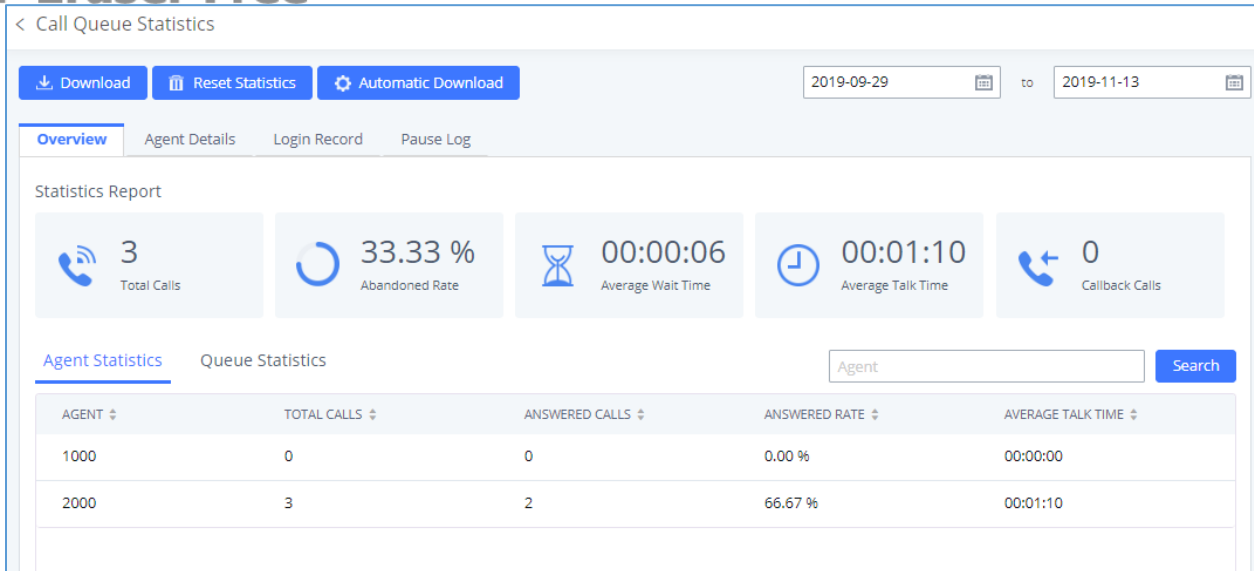 < Call Queue Statistics
Download Reset Statistics Automatic Download 2019-09-29 to 2019-11-13
Overview Agent Details Login Record Pause Log
Statistics Report
3
Total Calls
33.33 %
Abandoned Rate
00:00:06
Average Wait Time
00:01:10
Average Talk Time
0
Callback Calls
Agent Statistics Queue Statistics Agent Search
AGENT TOTAL CALLS ANSWERED CALLS ANSWERED RATE AVERAGE TALK TIME
1000 0 0 0.00 % 00:00:00
2000 3 2 66.67 % 00:01:10